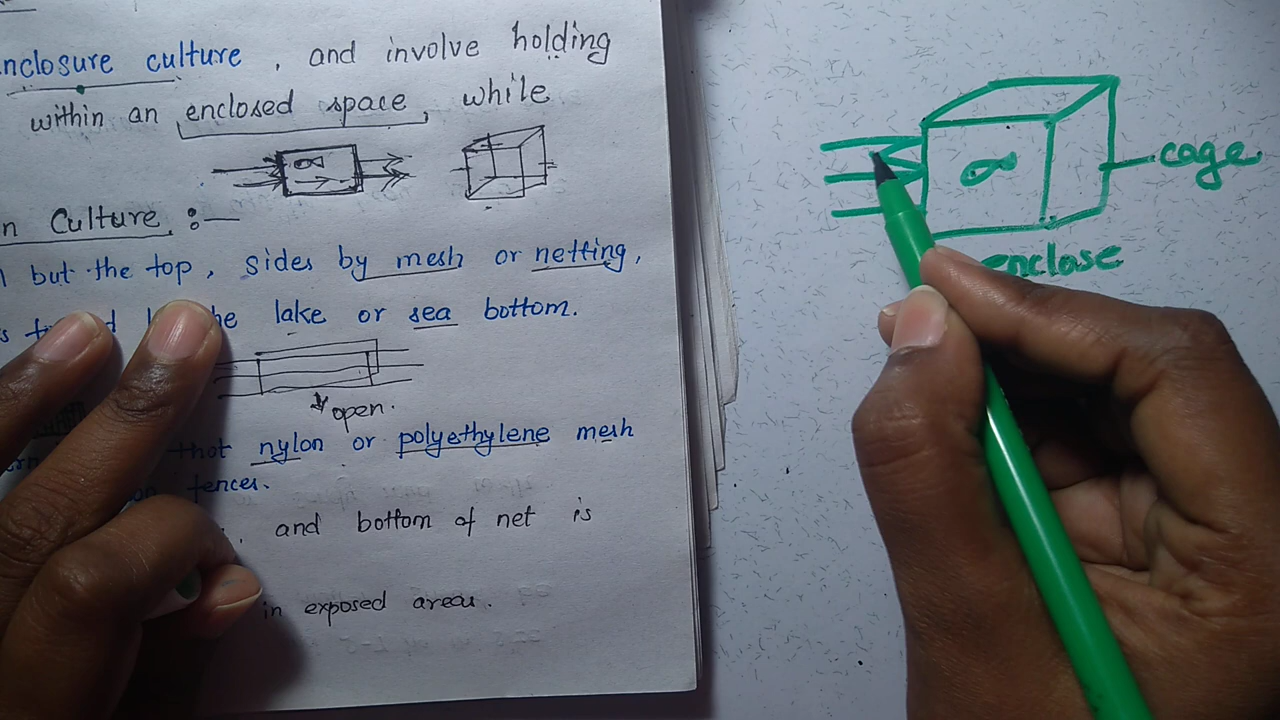 nclosure culture, and involve holding
within an enclosed space, while
n Culture :—
but the top, sides by mesh or netting,
he lake or sea bottom.
open.
that nylon or polyethylene mesh
fences.
and bottom of net is
in exposed areas.
cage
enclose